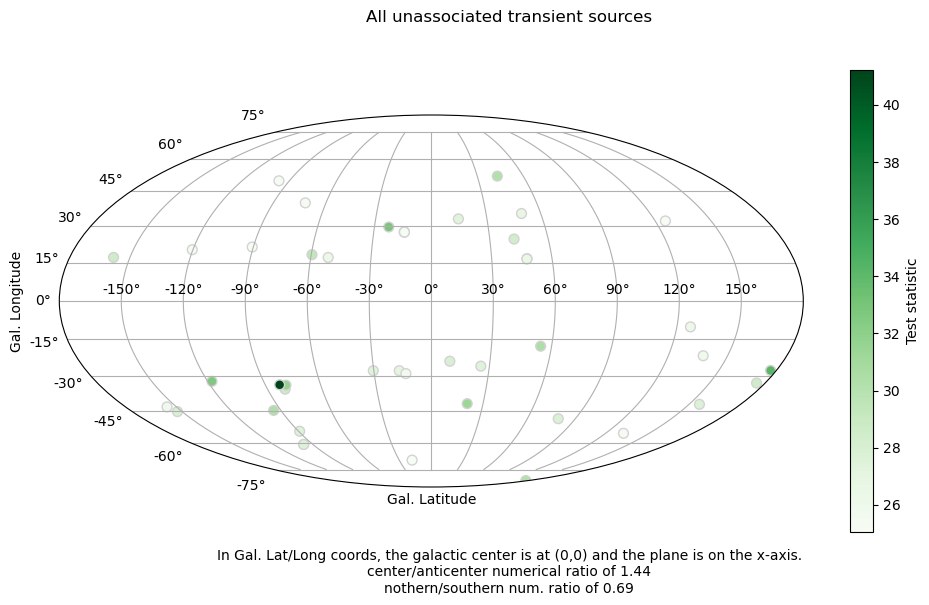 All unassociated transient sources
75°
60°
45°
30°
15°
0°
-15°
-30°
-45°
-60°
-75°
-150° -120° -90° -60° -30° 0° 30° 60° 90° 120° 150°
Gal. Longitude
Gal. Latitude
40
38
36
34
32
30
28
26
Test statistic
In Gal. Lat/Long coords, the galactic center is at (0,0) and the plane is on the x-axis.
center/anticenter numerical ratio of 1.44
nothern/southern num. ratio of 0.69